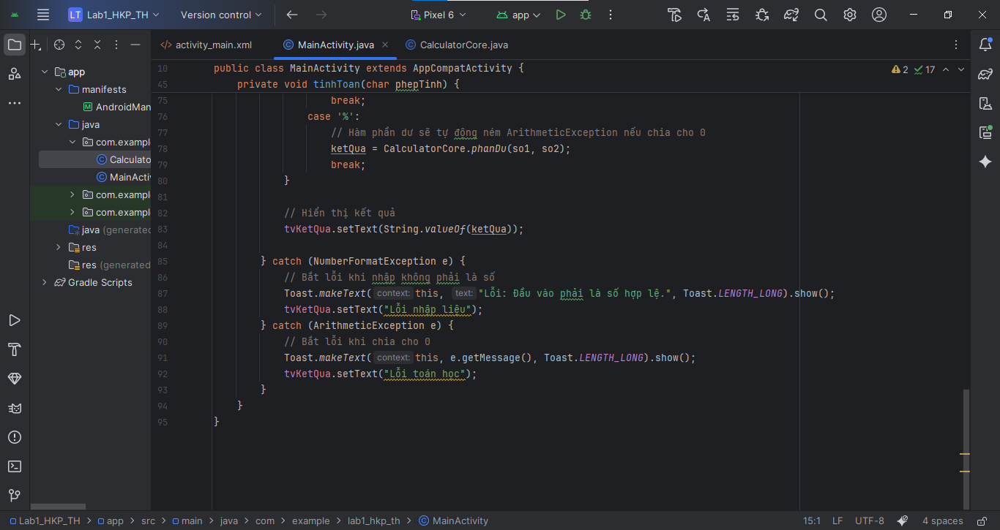 LT Lab1_HKP_TH Version control Pixel 6 app
activity_main.xml MainActivity.java CalculatorCore.java
app
manifests
AndroidMan
java
com.exampl
Calculato
MainActiv
com.exampl
com.exampl
java (generated
res
res (generated
Gradle Scripts
2 17
10 public class MainActivity extends AppCompatActivity {
45 private void tinhToan(char phepTinh) {
75 break;
76 case '%':
77 // Hàm phần dư sẽ tự động ném ArithmeticException nếu chia cho 0
78 ketQua = CalculatorCore.phanDu(so1, so2);
79 break;
80 }
81
82 // Hiển thị kết quả
83 tvKetQua.setText(String.valueOf(ketQua));
84
85 } catch (NumberFormatException e) {
86 // Bắt lỗi khi nhập không phải là số
87 Toast.makeText( context: this, text: "Lỗi: Đầu vào phải là số hợp lệ.", Toast.LENGTH_LONG).show();
88 tvKetQua.setText("Lỗi nhập liệu");
89 } catch (ArithmeticException e) {
90 // Bắt lỗi khi chia cho 0
91 Toast.makeText( context: this, e.getMessage(), Toast.LENGTH_LONG).show();
92 tvKetQua.setText("Lỗi toán học");
93 }
94 }
95 }
Lab1_HKP_TH > app > src > main > java > com > example > lab1_hkp_th > MainActivity 15:1 LF UTF-8 4 spaces